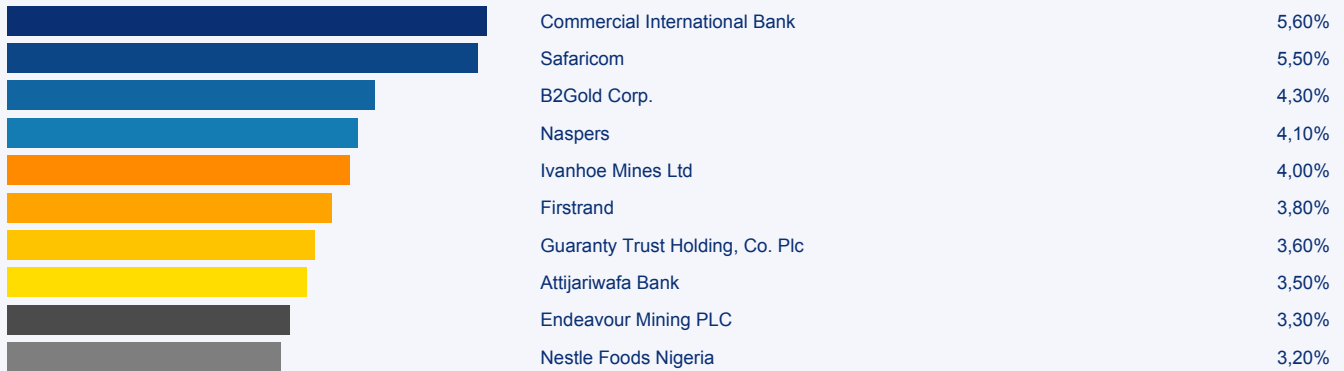 Commercial International Bank 5,60%
Safaricom 5,50%
B2Gold Corp. 4,30%
Naspers 4,10%
Ivanhoe Mines Ltd 4,00%
Firstrand 3,80%
Guaranty Trust Holding, Co. Plc 3,60%
Attijariwafa Bank 3,50%
Endeavour Mining PLC 3,30%
Nestle Foods Nigeria 3,20%